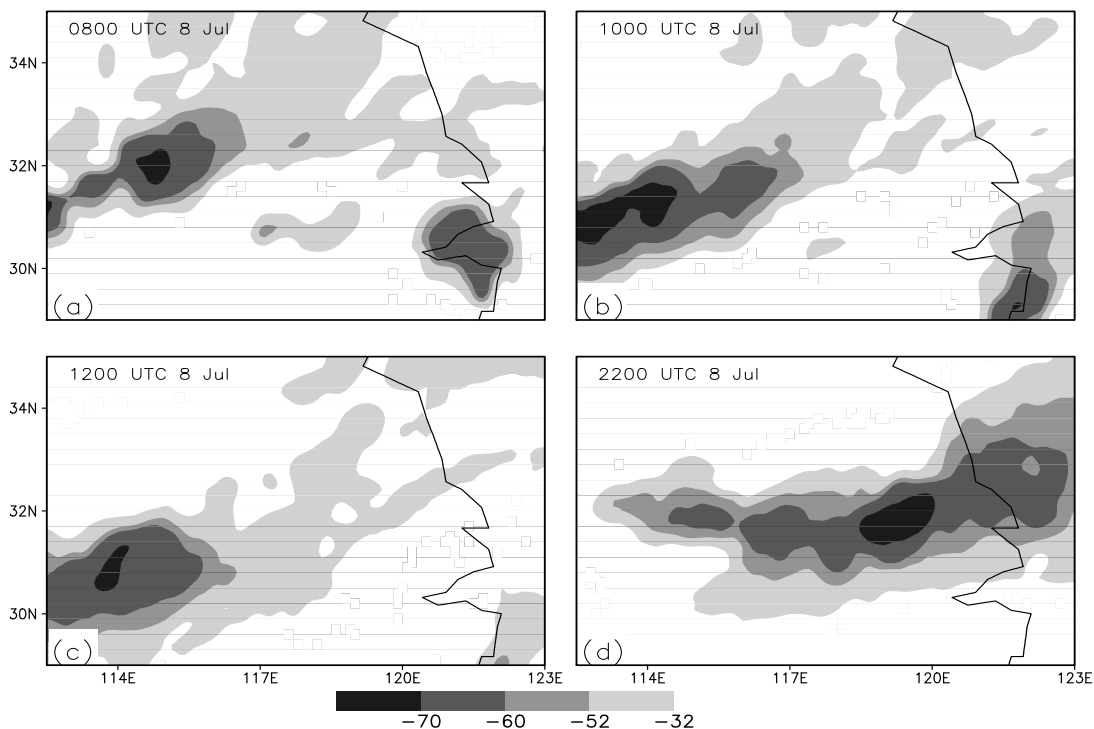 0800 UTC 8 Jul
1000 UTC 8 Jul
34N
32N
30N
(a)
(b)
1200 UTC 8 Jul
2200 UTC 8 Jul
34N
32N
30N
(c)
(d)
114E 117E 120E 123E
114E 117E 120E 123E
−70 −60 −52 −32